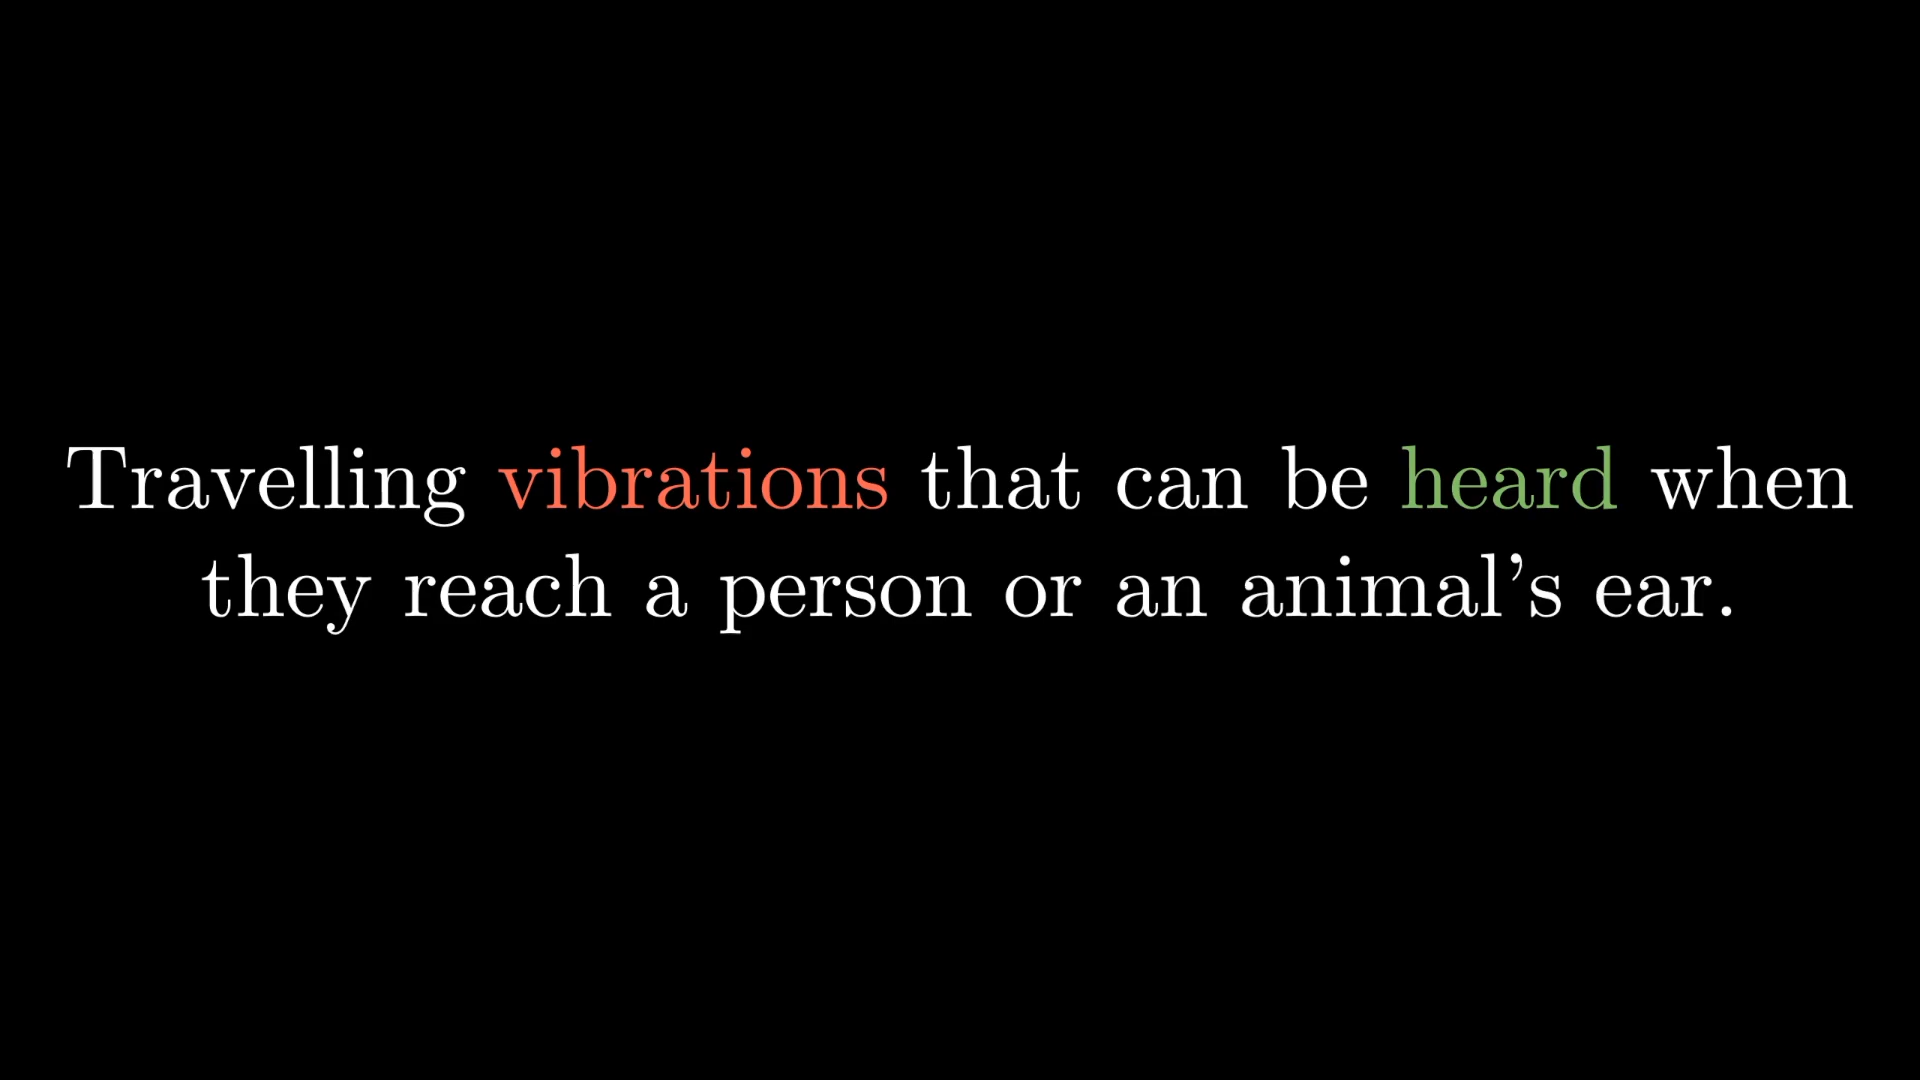 Travelling vibrations that can be heard when
they reach a person or an animal’s ear.